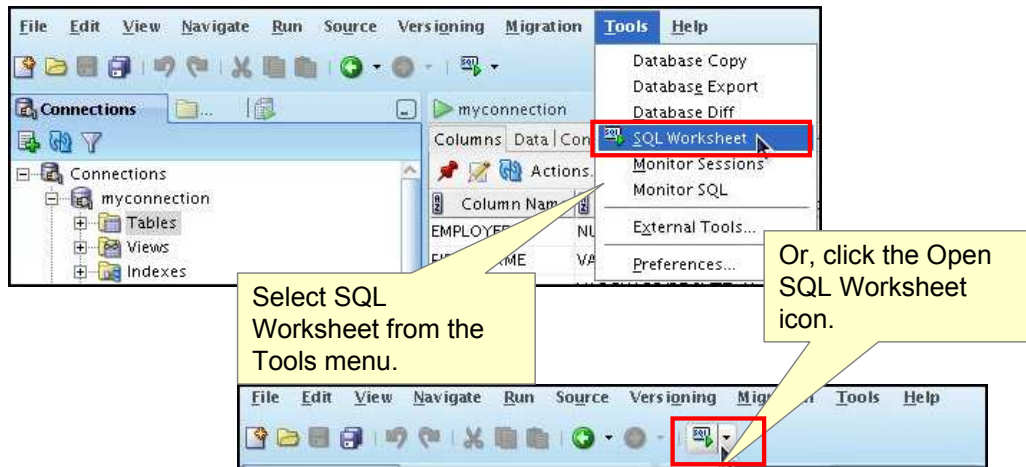 File Edit View Navigate Run Source Versioning Migration Tools Help
Database Copy
Database Export
Database Diff
SQL Worksheet
Monitor Sessions
Monitor SQL
External Tools...
Preferences...
Connections ...
myconnection
Columns Data Con
Actions.
Connections
myconnection
Tables
Views
Indexes
Column Nam
EMPLOYEE
Select SQL
Worksheet from the
Tools menu.
Or, click the Open
SQL Worksheet
icon.
File Edit View Navigate Run Source Versioning Tools Help